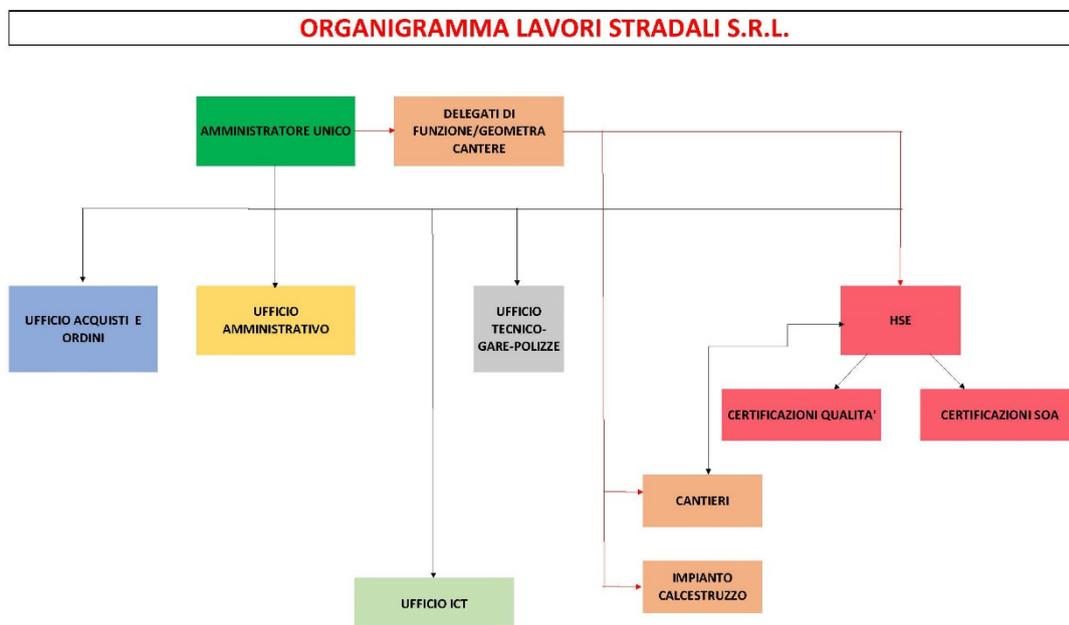 ORGANIGRAMMA LAVORI STRADALI S.R.L.
AMMINISTRATORE UNICO
DELEGATI DI
FUNZIONE/GEOMETRA
CANTERE
UFFICIO ACQUISTI E
ORDINI
UFFICIO
AMMINISTRATIVO
UFFICIO
TECNICO-
GARE-POLIZZE
HSE
CERTIFICAZIONI QUALITA'
CERTIFICAZIONI SOA
CANTIERI
IMPIANTO
CALCESTRUZZO
UFFICIO ICT